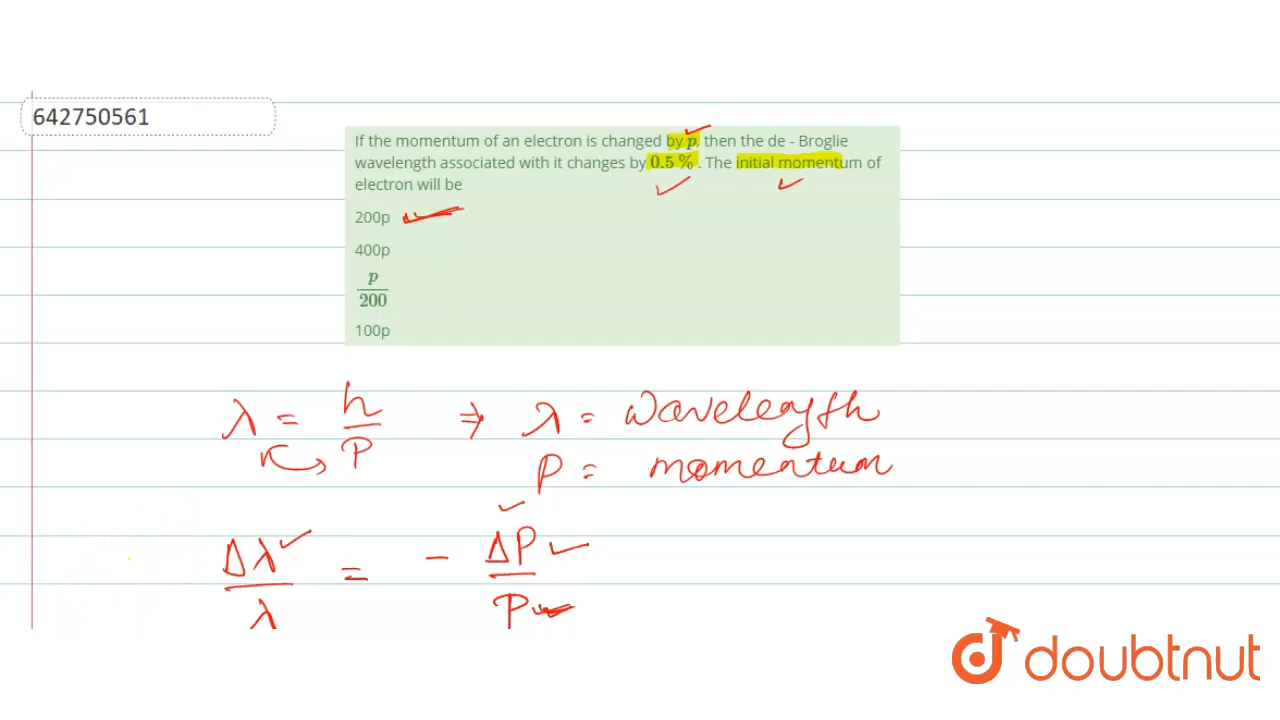 642750561
If the momentum of an electron is changed by p. then the de - Broglie
wavelength associated with it changes by 0.5 % . The initial momentum of
electron will be
200p
400p
p
200
100p
λ = h/P ⇒ λ = wavelength
P = momentum
Δλ/λ = - ΔP/P
doubtnut